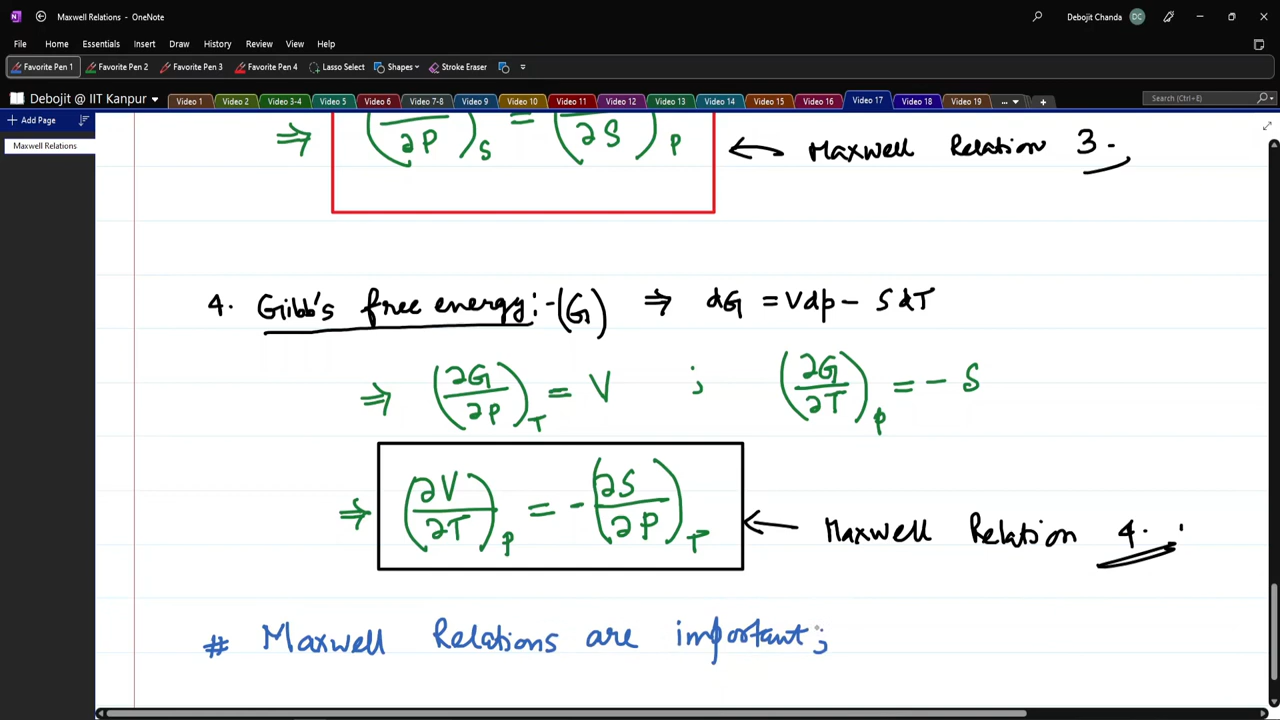 Maxwell Relations - OneNote
Debojit Chanda DC
File Home Essentials Insert Draw View History Review View Help
Favorite Pen 1 Favorite Pen 2 Favorite Pen 3 Favorite Pen 4 Lasso Select Shapes Stroke Eraser
Debojit @ IIT Kanpur Video 1 Video 2 Video 3-4 Video 5 Video 6 Video 7-8 Video 9 Video 10 Video 11 Video 12 Video 13 Video 14 Video 15 Video 16 Video 17 Video 18 Video 19 ... + Search (Ctrl+E)
+ Add Page
Maxwell Relations
⇒ (/∂P)_S = (/∂S)_P ← Maxwell Relation 3.
4. Gibb's free energy:-(G) ⇒ dG = Vdp - SdT
⇒ (∂G/∂P)_T = V ; (∂G/∂T)_P = - S
⇒ (∂V/∂T)_P = -(∂S/∂P)_T ← Maxwell Relation 4.
# Maxwell Relations are important;